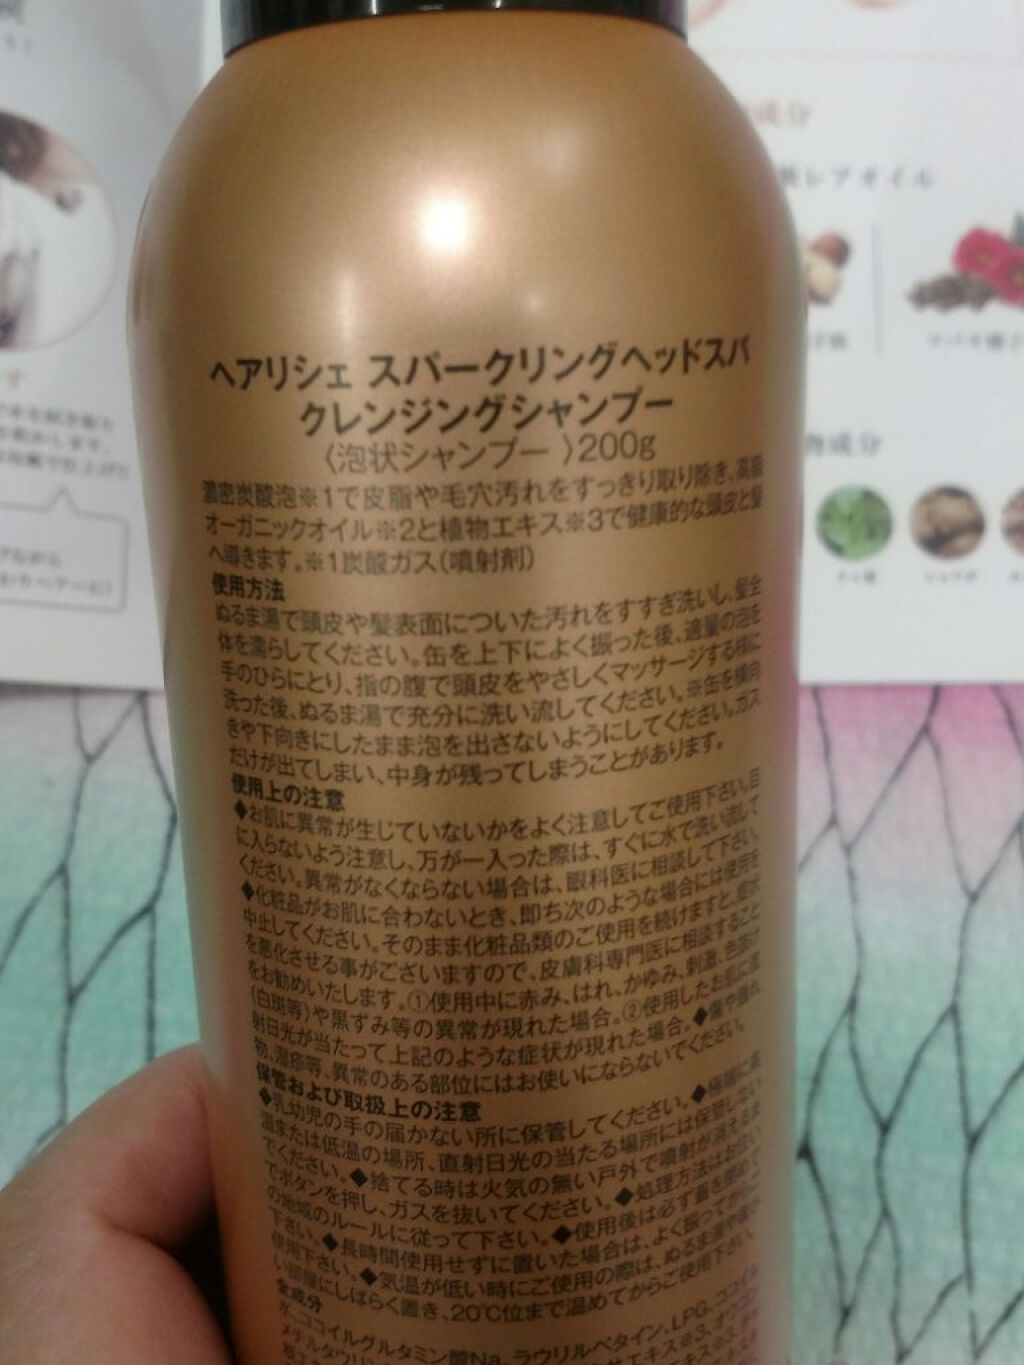 ヘアリシェ スパークリングヘッドスパ
クレンジングシャンプー
〈泡状シャンプー〉200g
濃密炭酸泡※1で皮脂や毛穴汚れをすっきり取り除き、高級
オーガニックオイル※2と植物エキス※3で健康的な頭皮と髪
へ導きます。※1炭酸ガス(噴射剤)
使用方法
ぬるま湯で頭皮や髪表面についた汚れをすすぎ洗いし、髪全
体を濡らしてください。缶を上下によく振った後、適量の泡を
手のひらにとり、指の腹で頭皮をやさしくマッサージする様に
洗った後、ぬるま湯で充分に洗い流してください。※缶を横向
きや下向きにしたまま泡を出さないようにしてください。ガス
だけが出てしまい、中身が残ってしまうことがあります。
使用上の注意
◆お肌に異常が生じていないかをよく注意してご使用下さい。目
に入らないよう注意し、万が一入った際は、すぐに水で洗い流して
ください。異常がなくならない場合は、眼科医に相談して下さい。
◆化粧品がお肌に合わないとき、即ち次のような場合には使用を
中止してください。そのまま化粧品類のご使用を続けますと、症状
を悪化させる事がございますので、皮膚科専門医に相談すること
をお勧めいたします。①使用中に赤み、はれ、かゆみ、刺激、色抜け
(白斑等)や黒ずみ等の異常が現れた場合。②使用したお肌に直
射日光が当たって上記のような症状が現れた場合。◆傷や腫れ
物、湿疹等、異常のある部位にはお使いにならないでください。
保管および取扱上の注意
◆乳幼児の手の届かない所に保管してください。◆極端に高
温または低温の場所、直射日光の当たる場所には保管しない
でください。◆捨てる時は火気の無い戸外で噴射が消えるま
でボタンを押し、ガスを抜いてください。◆処理方法はお住い
の地域のルールに従って下さい。◆使用後は必ず蓋を閉めて
下さい。◆長時間使用せずに置いた場合は、よく振ってからご
使用下さい。◆気温が低い時にご使用の際は、ぬるま湯や暖か
い部屋にしばらく置き、20℃位まで温めてからご使用下さい。
全成分
水、ココイルグルタミン酸Na、ラウリルベタイン、LPG、ココイル
メチルタウリン
レアオイル
成分